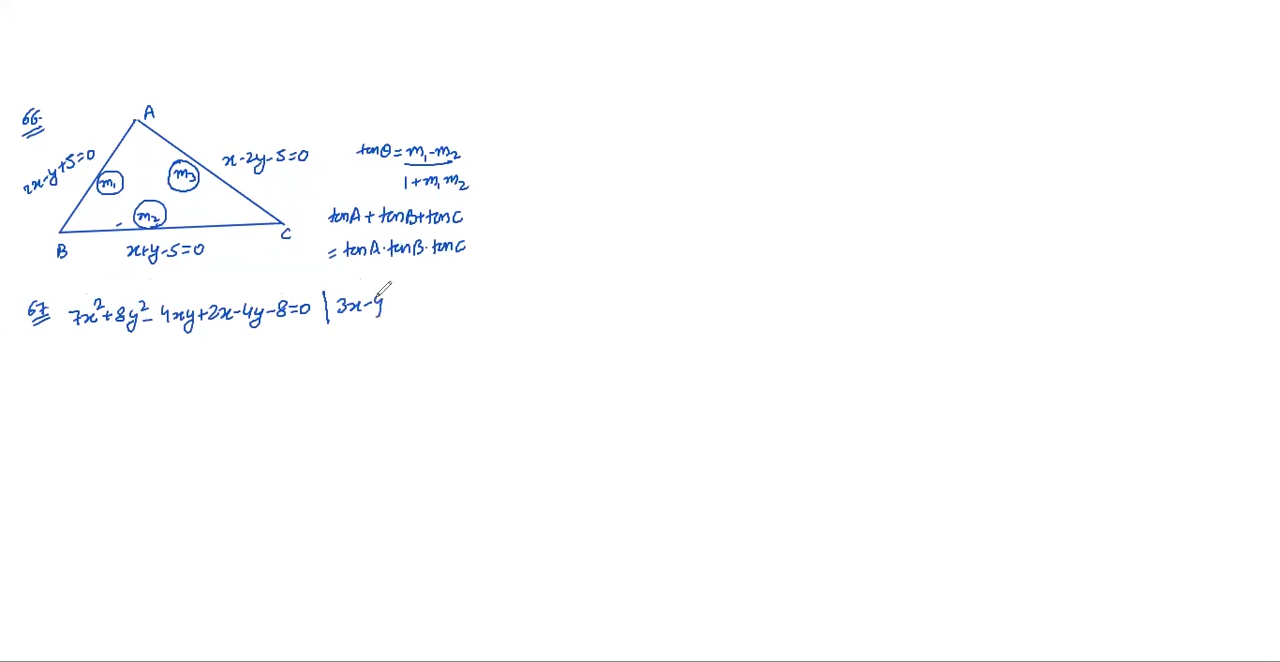 66.
A
2x-y+5=0
x-2y-5=0
m₁
m₃
m₂
B
C
x+y-5=0
tanθ = m₁-m₂ / 1+m₁m₂
tanA + tanB + tanC
= tanA·tanB·tanC
67. 7x²+8y²-4xy+2x-4y-8=0 | 3x-y